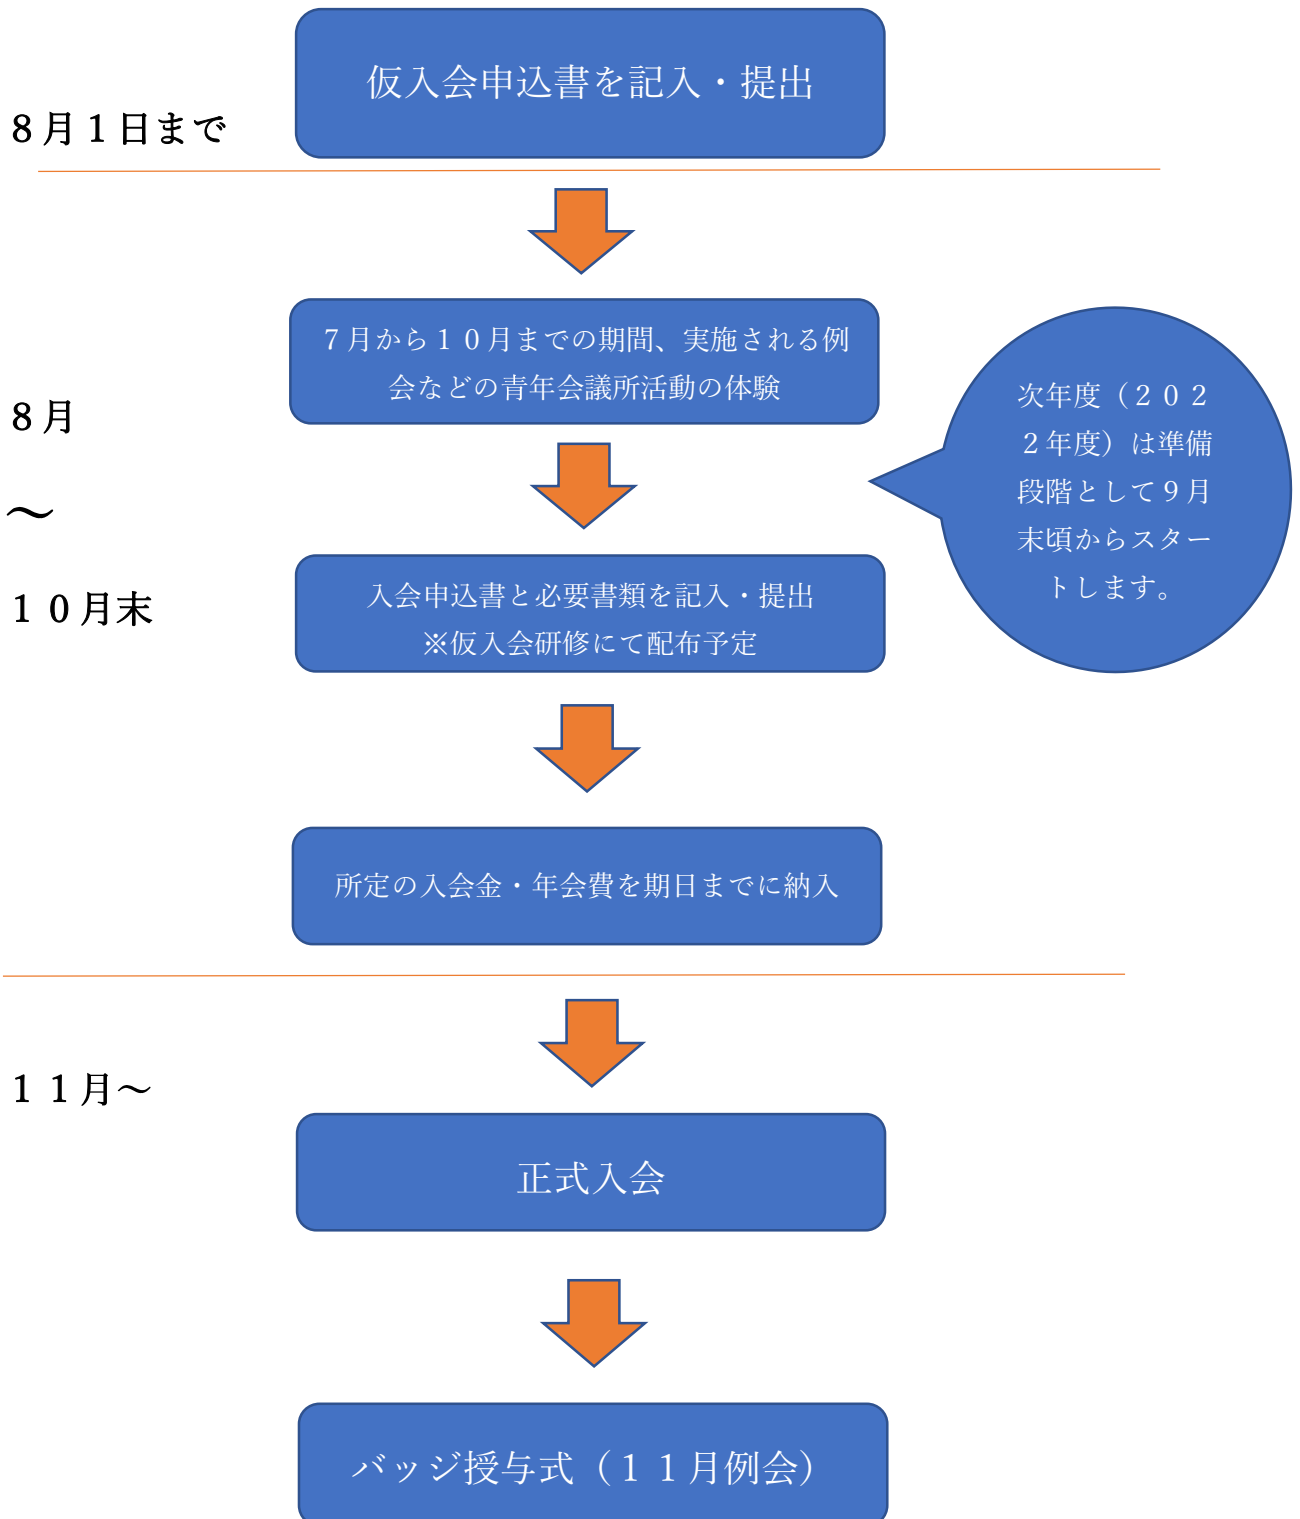 仮入会申込書を記入・提出
８月１日まで
７月から１０月までの期間、実施される例
会などの青年会議所活動の体験
次年度（２０２
２年度）は準備
段階として９月
末頃からスター
トします。
８月
～
１０月末
入会申込書と必要書類を記入・提出
※仮入会研修にて配布予定
所定の入会金・年会費を期日までに納入
１１月～
正式入会
バッジ授与式（１１月例会）